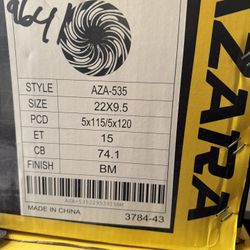 964
STYLE AZA-535
SIZE 22X9.5
PCD 5x115/5x120
ET 15
CB 74.1
FINISH BM
MADE IN CHINA 3784-43
AZARA